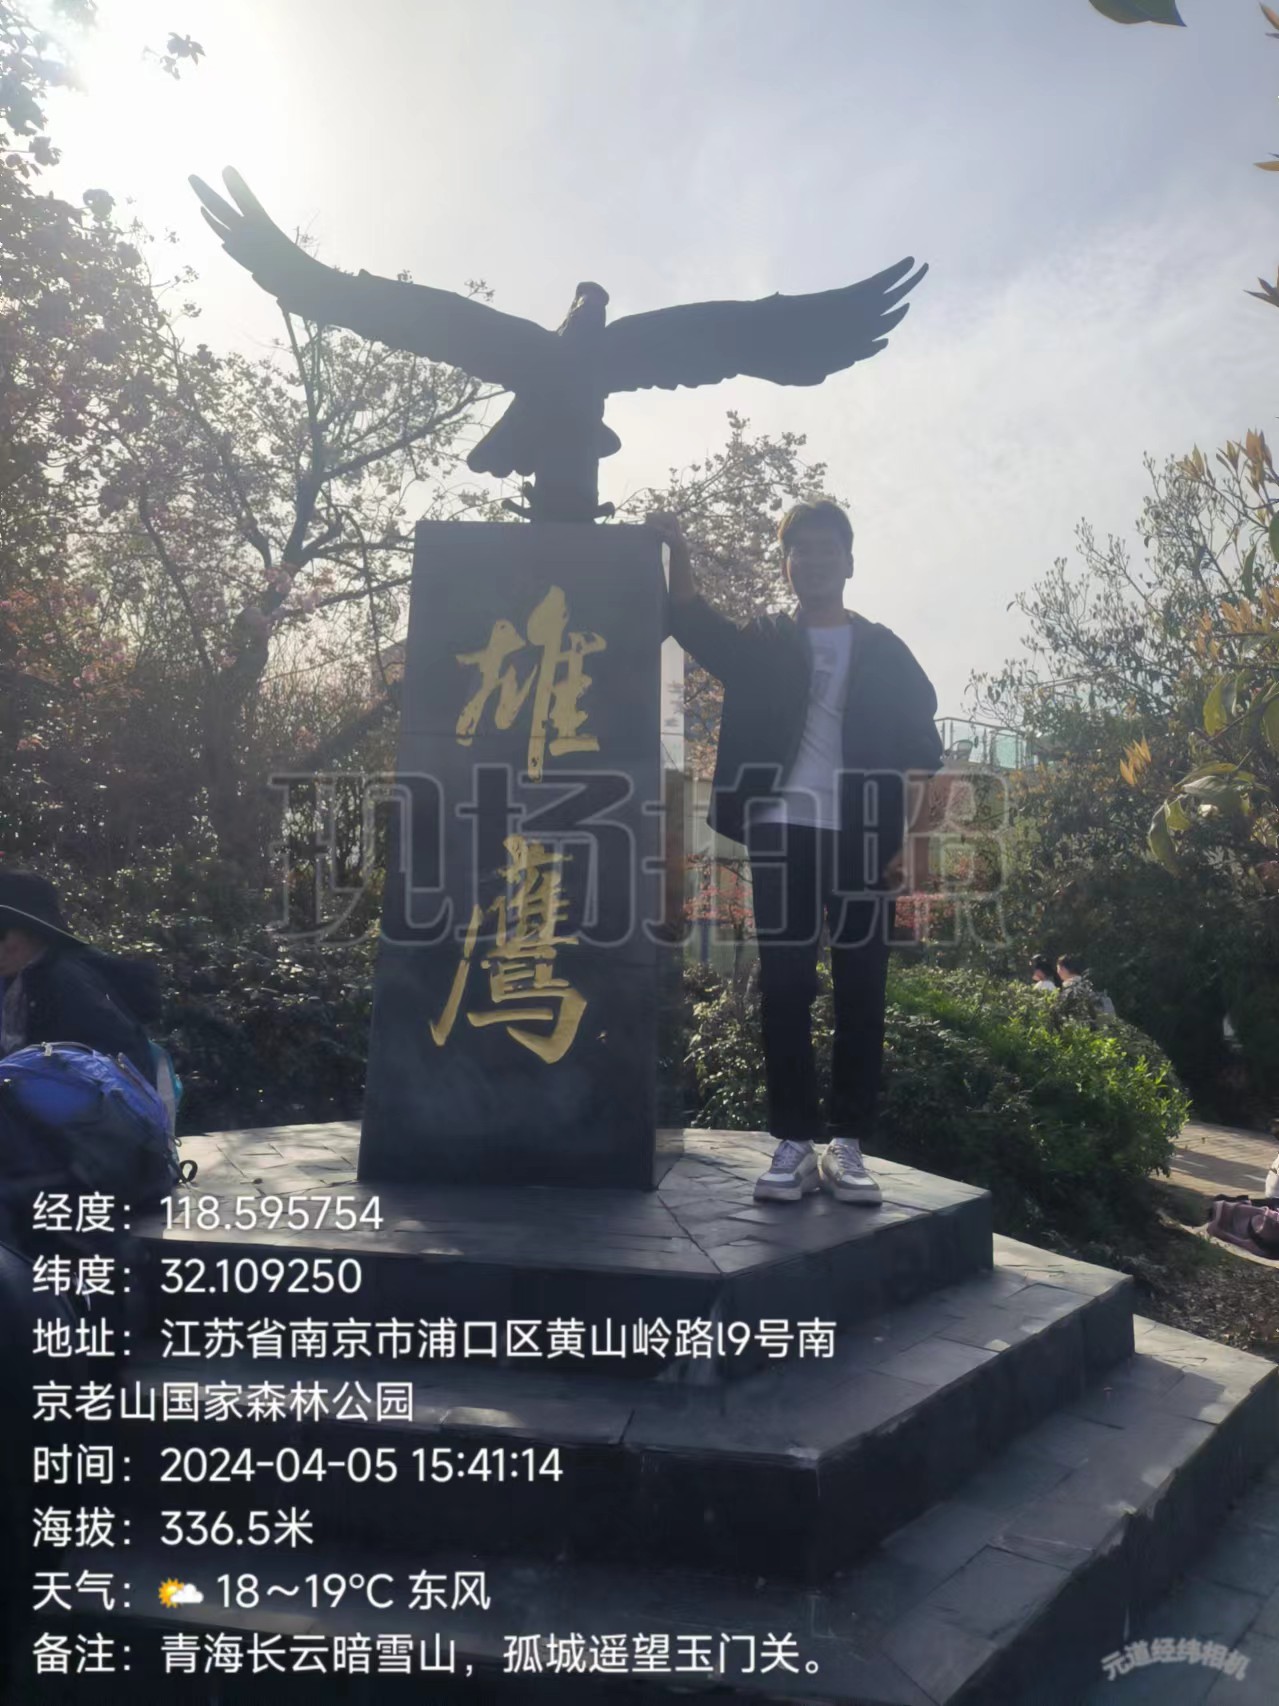 雄
鹰
现场拍照
经度：118.595754
纬度：32.109250
地址：江苏省南京市浦口区黄山岭路l9号南
京老山国家森林公园
时间：2024-04-05 15:41:14
海拔：336.5米
天气： 18～19℃ 东风
备注：青海长云暗雪山，孤城遥望玉门关。
元道经纬相机